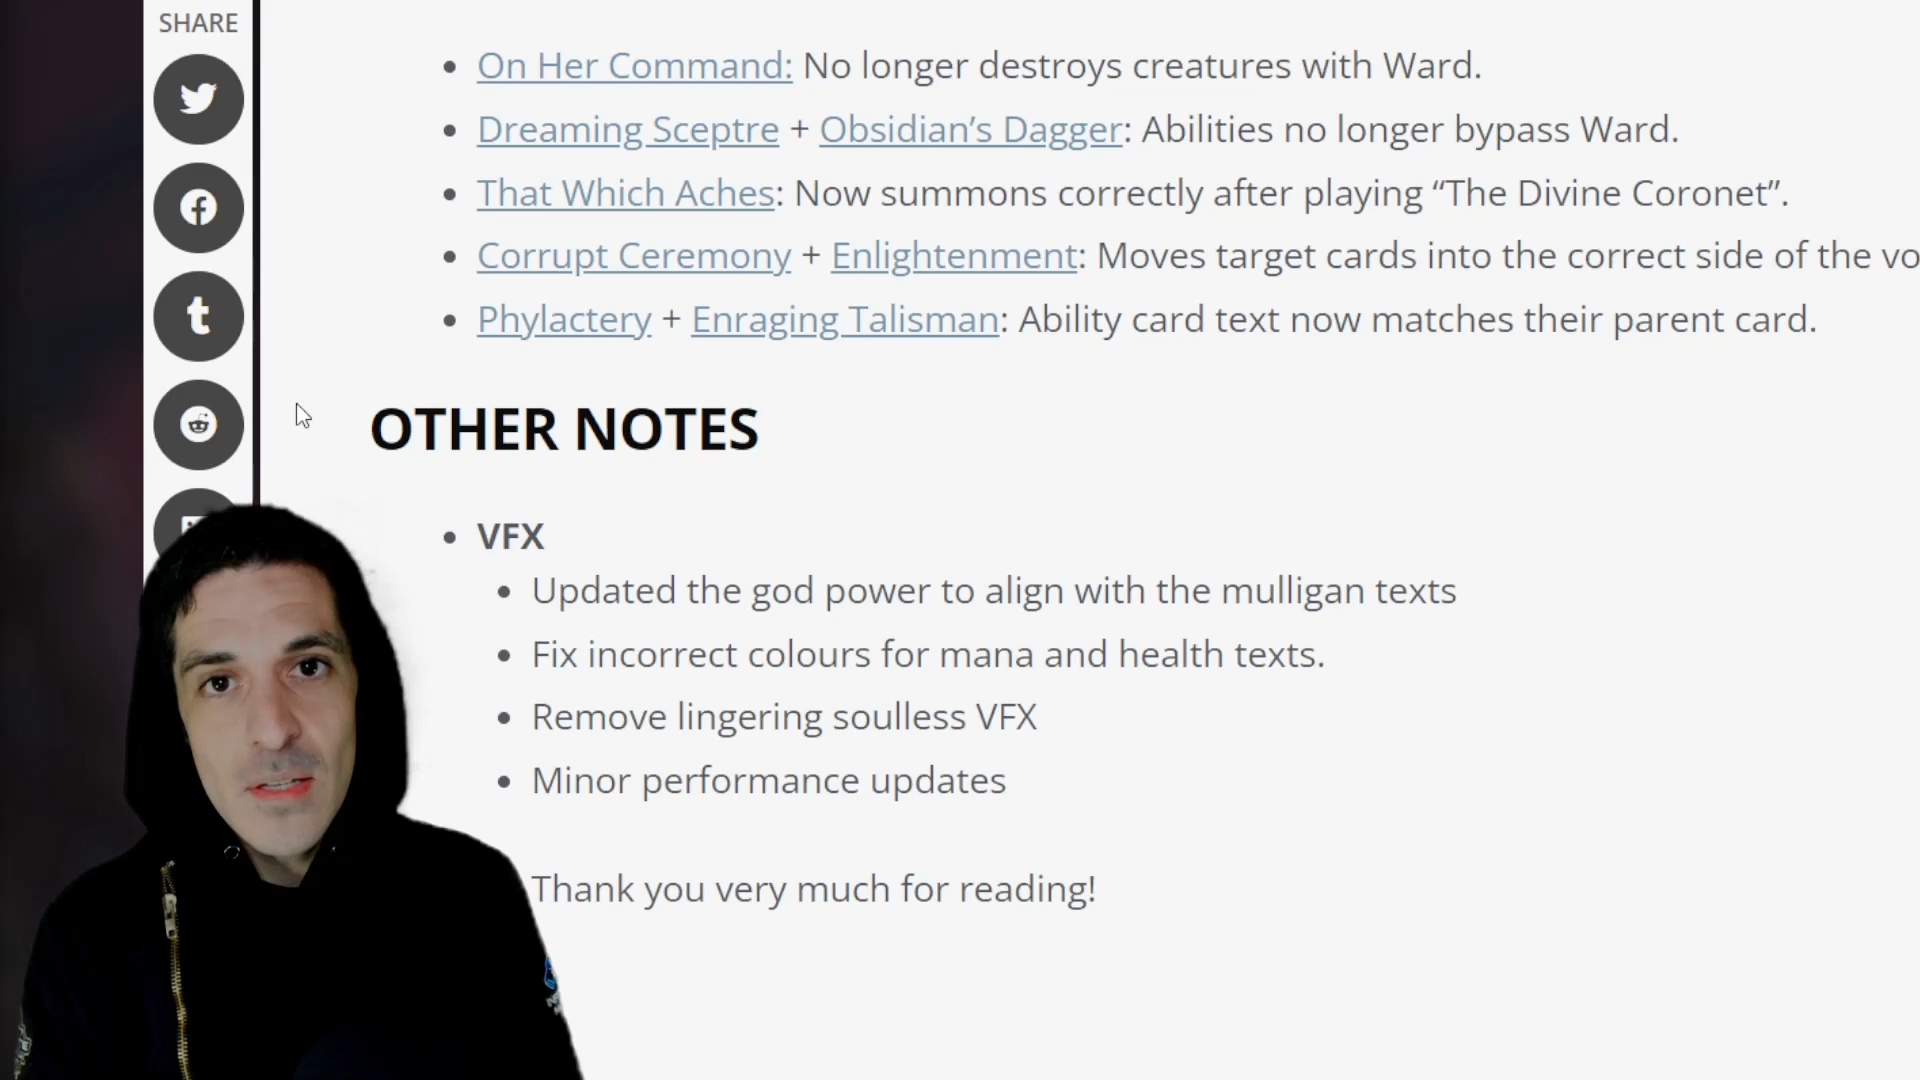 SHARE
On Her Command: No longer destroys creatures with Ward.
Dreaming Sceptre + Obsidian’s Dagger: Abilities no longer bypass Ward.
That Which Aches: Now summons correctly after playing “The Divine Coronet”.
Corrupt Ceremony + Enlightenment: Moves target cards into the correct side of the vo
Phylactery + Enraging Talisman: Ability card text now matches their parent card.
OTHER NOTES
VFX
Updated the god power to align with the mulligan texts
Fix incorrect colours for mana and health texts.
Remove lingering soulless VFX
Minor performance updates
Thank you very much for reading!